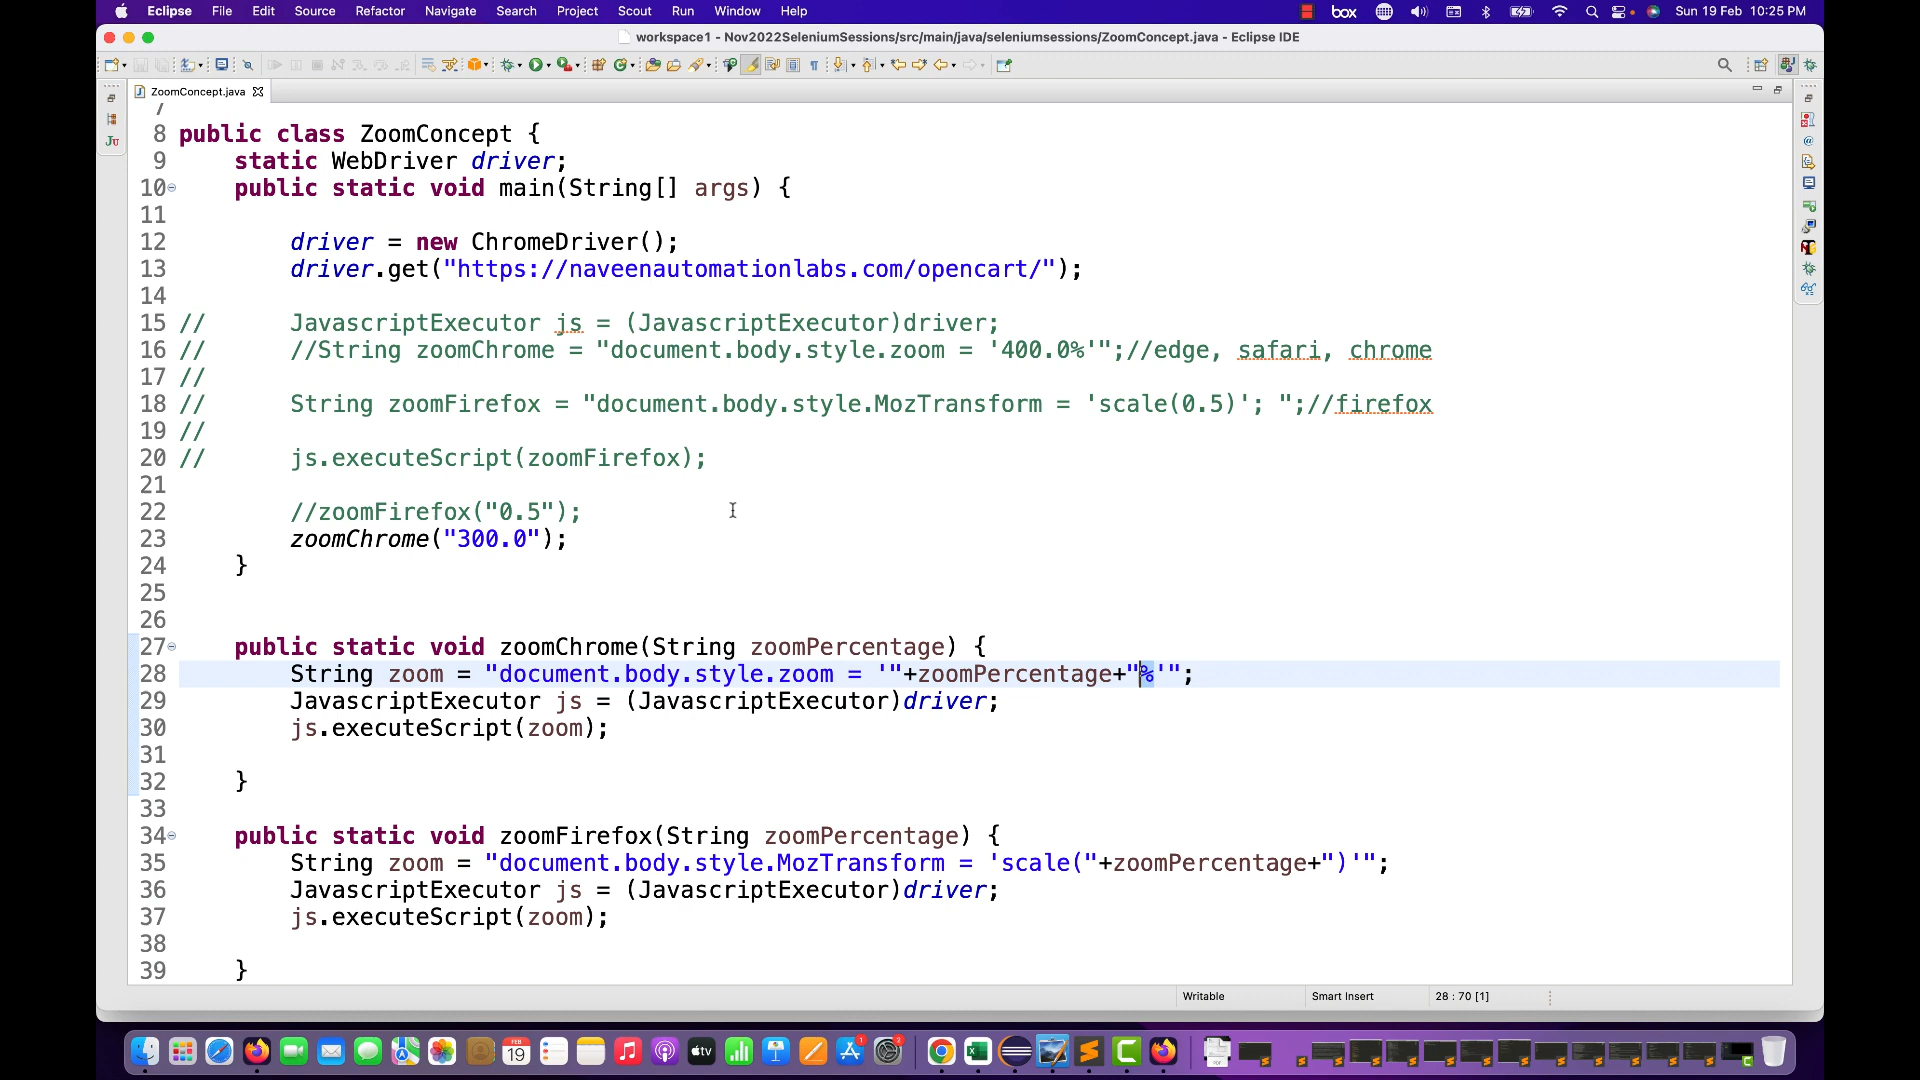 Eclipse File Edit Source Refactor Navigate Search Project Scout Run Window Help box Sun 19 Feb 10:25 PM
workspace1 - Nov2022SeleniumSessions/src/main/java/seleniumsessions/ZoomConcept.java - Eclipse IDE
ZoomConcept.java
7
8 public class ZoomConcept {
9 static WebDriver driver;
10 public static void main(String[] args) {
11
12 driver = new ChromeDriver();
13 driver.get("https://naveenautomationlabs.com/opencart/");
14
15 // JavascriptExecutor js = (JavascriptExecutor)driver;
16 // //String zoomChrome = "document.body.style.zoom = '400.0%'";//edge, safari, chrome
17 //
18 // String zoomFirefox = "document.body.style.MozTransform = 'scale(0.5)'; ";//firefox
19 //
20 // js.executeScript(zoomFirefox);
21
22 //zoomFirefox("0.5");
23 zoomChrome("300.0");
24 }
25
26
27 public static void zoomChrome(String zoomPercentage) {
28 String zoom = "document.body.style.zoom = '"+zoomPercentage+"%'";
29 JavascriptExecutor js = (JavascriptExecutor)driver;
30 js.executeScript(zoom);
31
32 }
33
34 public static void zoomFirefox(String zoomPercentage) {
35 String zoom = "document.body.style.MozTransform = 'scale("+zoomPercentage+")'";
36 JavascriptExecutor js = (JavascriptExecutor)driver;
37 js.executeScript(zoom);
38
39 }
Writable Smart Insert 28 : 70 [1]
FEB
19
tv